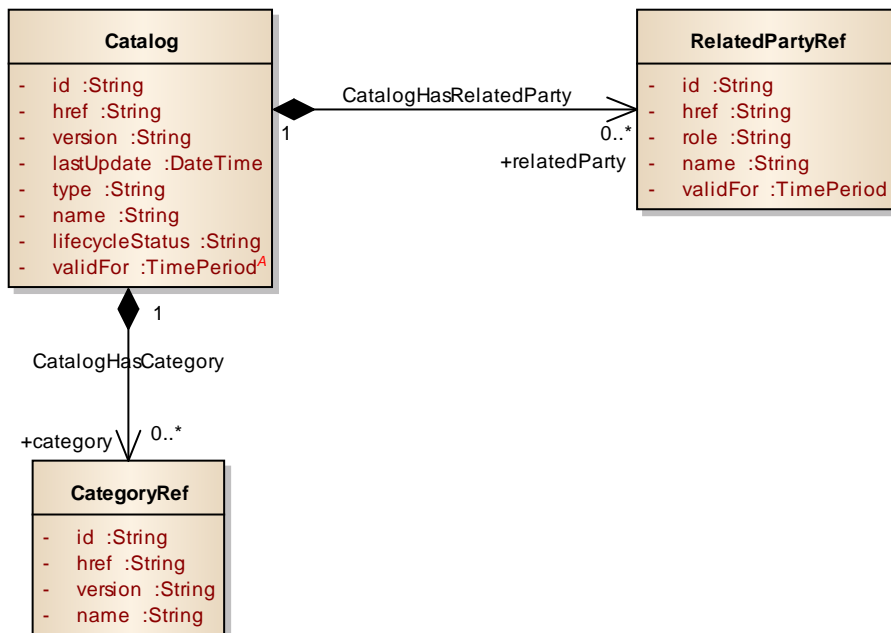 Catalog
- id :String
- href :String
- version :String
- lastUpdate :DateTime
- type :String
- name :String
- lifecycleStatus :String
- validFor :TimePeriod A
CatalogHasRelatedParty
1
0..*
+relatedParty
RelatedPartyRef
- id :String
- href :String
- role :String
- name :String
- validFor :TimePeriod
1
CatalogHasCategory
+category
0..*
CategoryRef
- id :String
- href :String
- version :String
- name :String